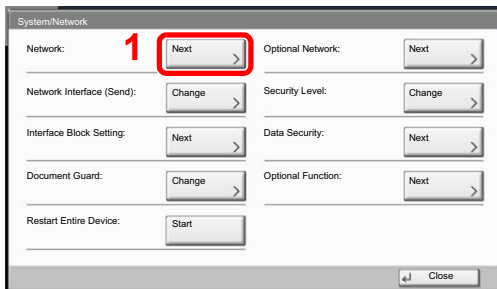 System/Network
Network:
1
Next
Optional Network:
Next
Network Interface (Send):
Change
Security Level:
Change
Interface Block Setting:
Next
Data Security:
Next
Document Guard:
Change
Optional Function:
Next
Restart Entire Device:
Start
Close